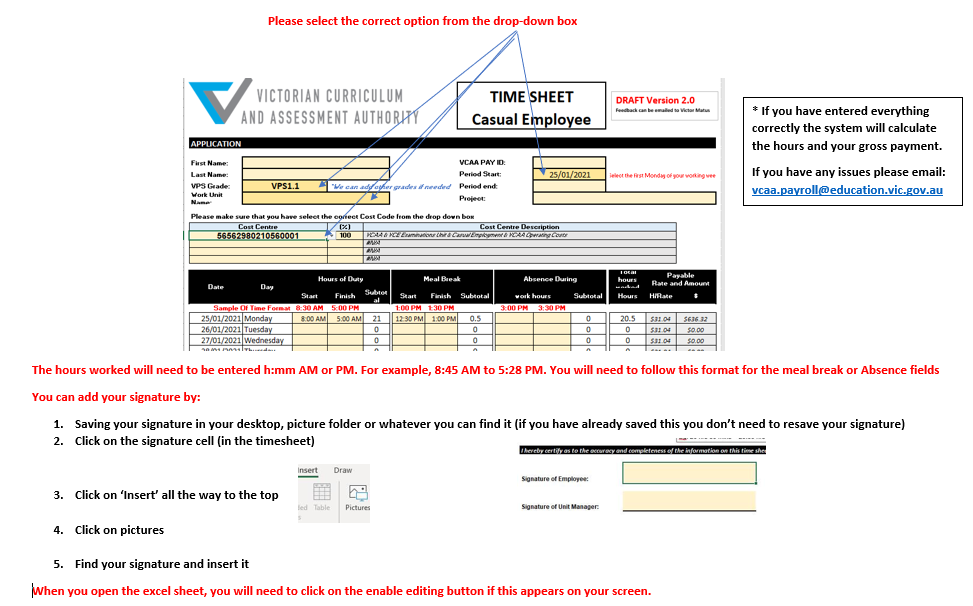 Please select the correct option from the drop-down box
VICTORIAN CURRICULUM
AND ASSESSMENT AUTHORITY
TIME SHEET
Casual Employee
DRAFT Version 2.0
Feedback can be emailed to Victor Matus
* If you have entered everything
correctly the system will calculate
the hours and your gross payment.
If you have any issues please email:
vcaa.payroll@education.vic.gov.au
APPLICATION
First Name:
VCAA PAY ID:
Last Name:
Period Start: 25/01/2021 select the first Monday of your working wee
VPS Grade: VPS1.1 *We can add other grades if needed Period end:
Work Unit
Name:
Project:
Please make sure that you have select the correct Cost Code from the drop down box
Cost Centre (%) Cost Centre Description
56562980210560001 100 VCAA & VCE Examinations Unit & Casual Employment & VCAA Operating Costs
#N/A
#N/A
#N/A
Date Day Hours of Duty Meal Break Absence During Total hours worked Payable Rate and Amount
Start Finish Subtotal Start Finish Subtotal work hours Subtotal Hours H/Rate $
Sample Of Time Format 8:30 AM 5:00 PM 1:00 PM 1:30 PM 3:00 PM 3:30 PM
25/01/2021 Monday 8:00 AM 5:00 AM 21 12:30 PM 1:00 PM 0.5 0 20.5 $31.04 $636.32
26/01/2021 Tuesday 0 0 0 0 $31.04 $0.00
27/01/2021 Wednesday 0 0 0 0 $31.04 $0.00
The hours worked will need to be entered h:mm AM or PM. For example, 8:45 AM to 5:28 PM. You will need to follow this format for the meal break or Absence fields
You can add your signature by:
1. Saving your signature in your desktop, picture folder or whatever you can find it (if you have already saved this you don't need to resave your signature)
2. Click on the signature cell (in the timesheet)
I hereby certify as to the accuracy and completeness of the information on this time shee
Insert Draw
Signature of Employee:
3. Click on 'Insert' all the way to the top
Table Pictures
Signature of Unit Manager:
4. Click on pictures
5. Find your signature and insert it
When you open the excel sheet, you will need to click on the enable editing button if this appears on your screen.